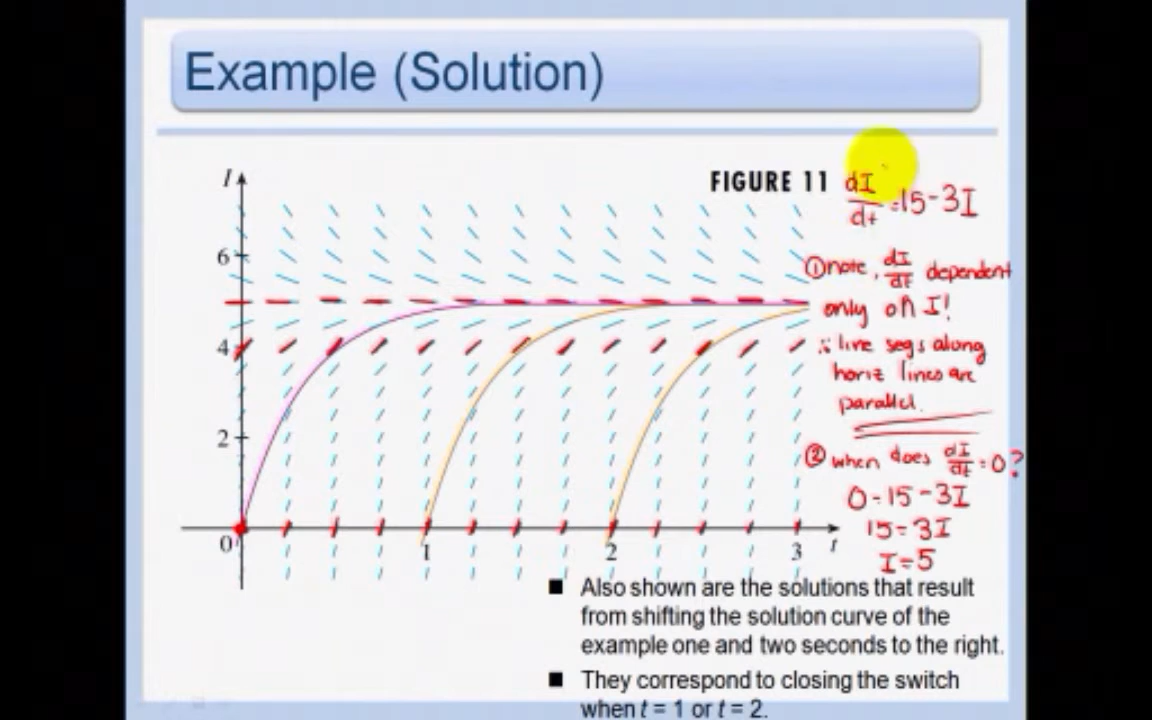 Example (Solution)
FIGURE 11
I
6
4
2
0
1
2
3
t
dI/dt = 15-3I
① note, dI/dt dependent
only on I!
∴ line segs along
horiz lines are
parallel.
② when does dI/dt = 0?
0=15-3I
15=3I
I=5
■ Also shown are the solutions that result
from shifting the solution curve of the
example one and two seconds to the right.
■ They correspond to closing the switch
when t = 1 or t = 2.